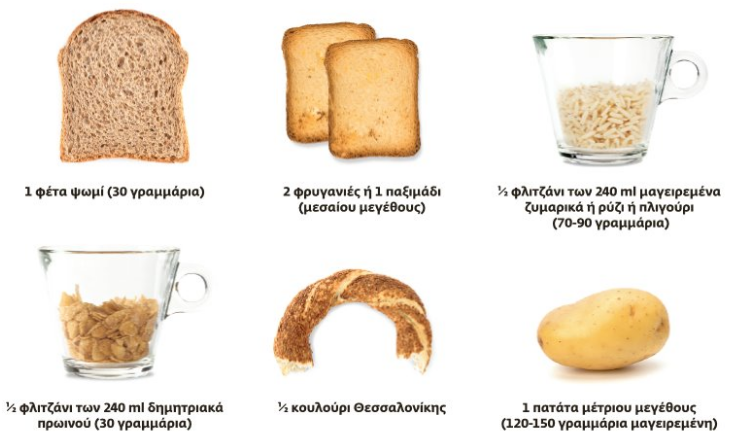 1 φέτα ψωμί (30 γραμμάρια)
2 φρυγανιές ή 1 παξιμάδι
(μεσαίου μεγέθους)
½ φλιτζάνι των 240 ml μαγειρεμένα
ζυμαρικά ή ρύζι ή πλιγούρι
(70-90 γραμμάρια)
½ φλιτζάνι των 240 ml δημητριακά
πρωινού (30 γραμμάρια)
½ κουλούρι Θεσσαλονίκης
1 πατάτα μέτριου μεγέθους
(120-150 γραμμάρια μαγειρεμένη)